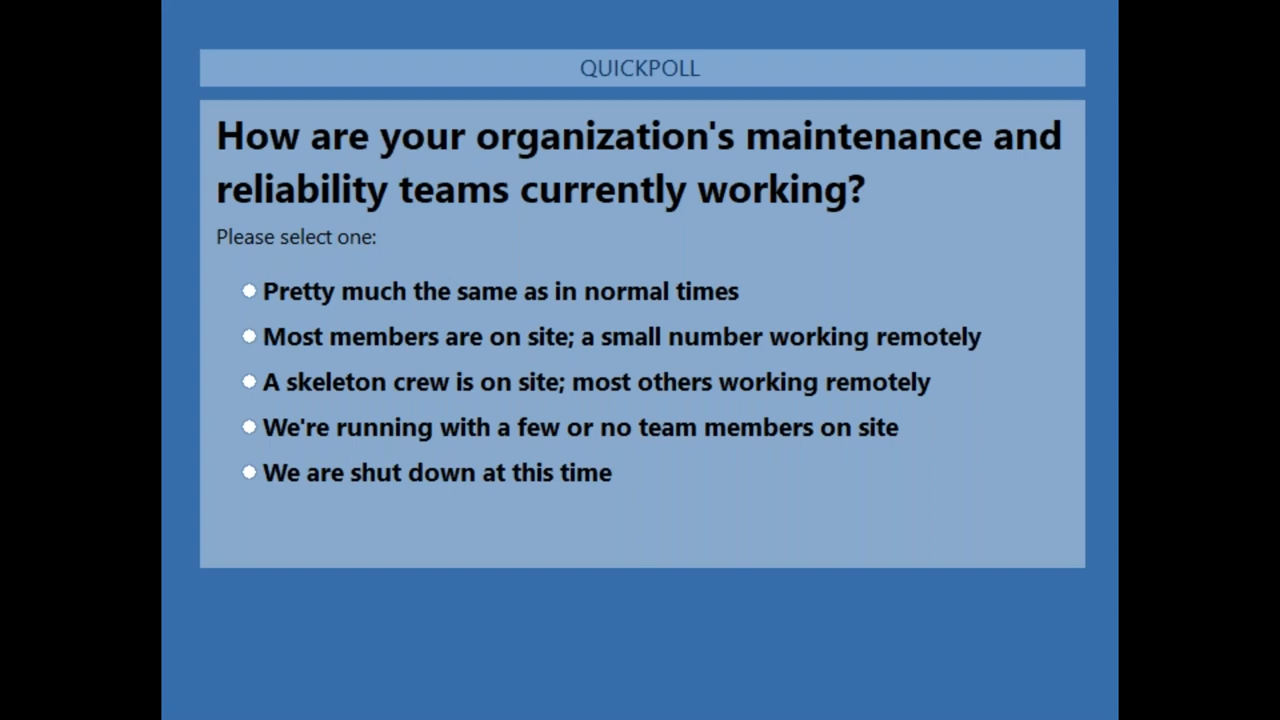 QUICKPOLL
How are your organization's maintenance and
reliability teams currently working?
Please select one:
Pretty much the same as in normal times
Most members are on site; a small number working remotely
A skeleton crew is on site; most others working remotely
We're running with a few or no team members on site
We are shut down at this time